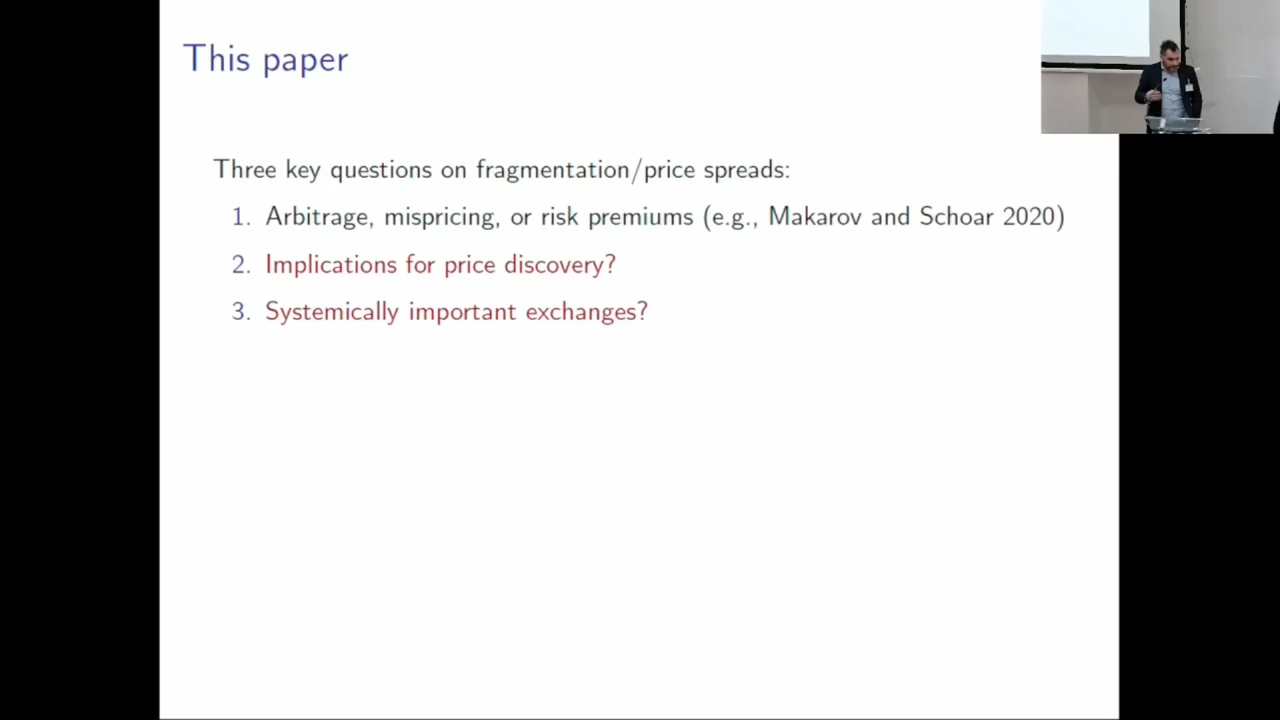 This paper
Three key questions on fragmentation/price spreads:
1. Arbitrage, mispricing, or risk premiums (e.g., Makarov and Schoar 2020)
2. Implications for price discovery?
3. Systemically important exchanges?